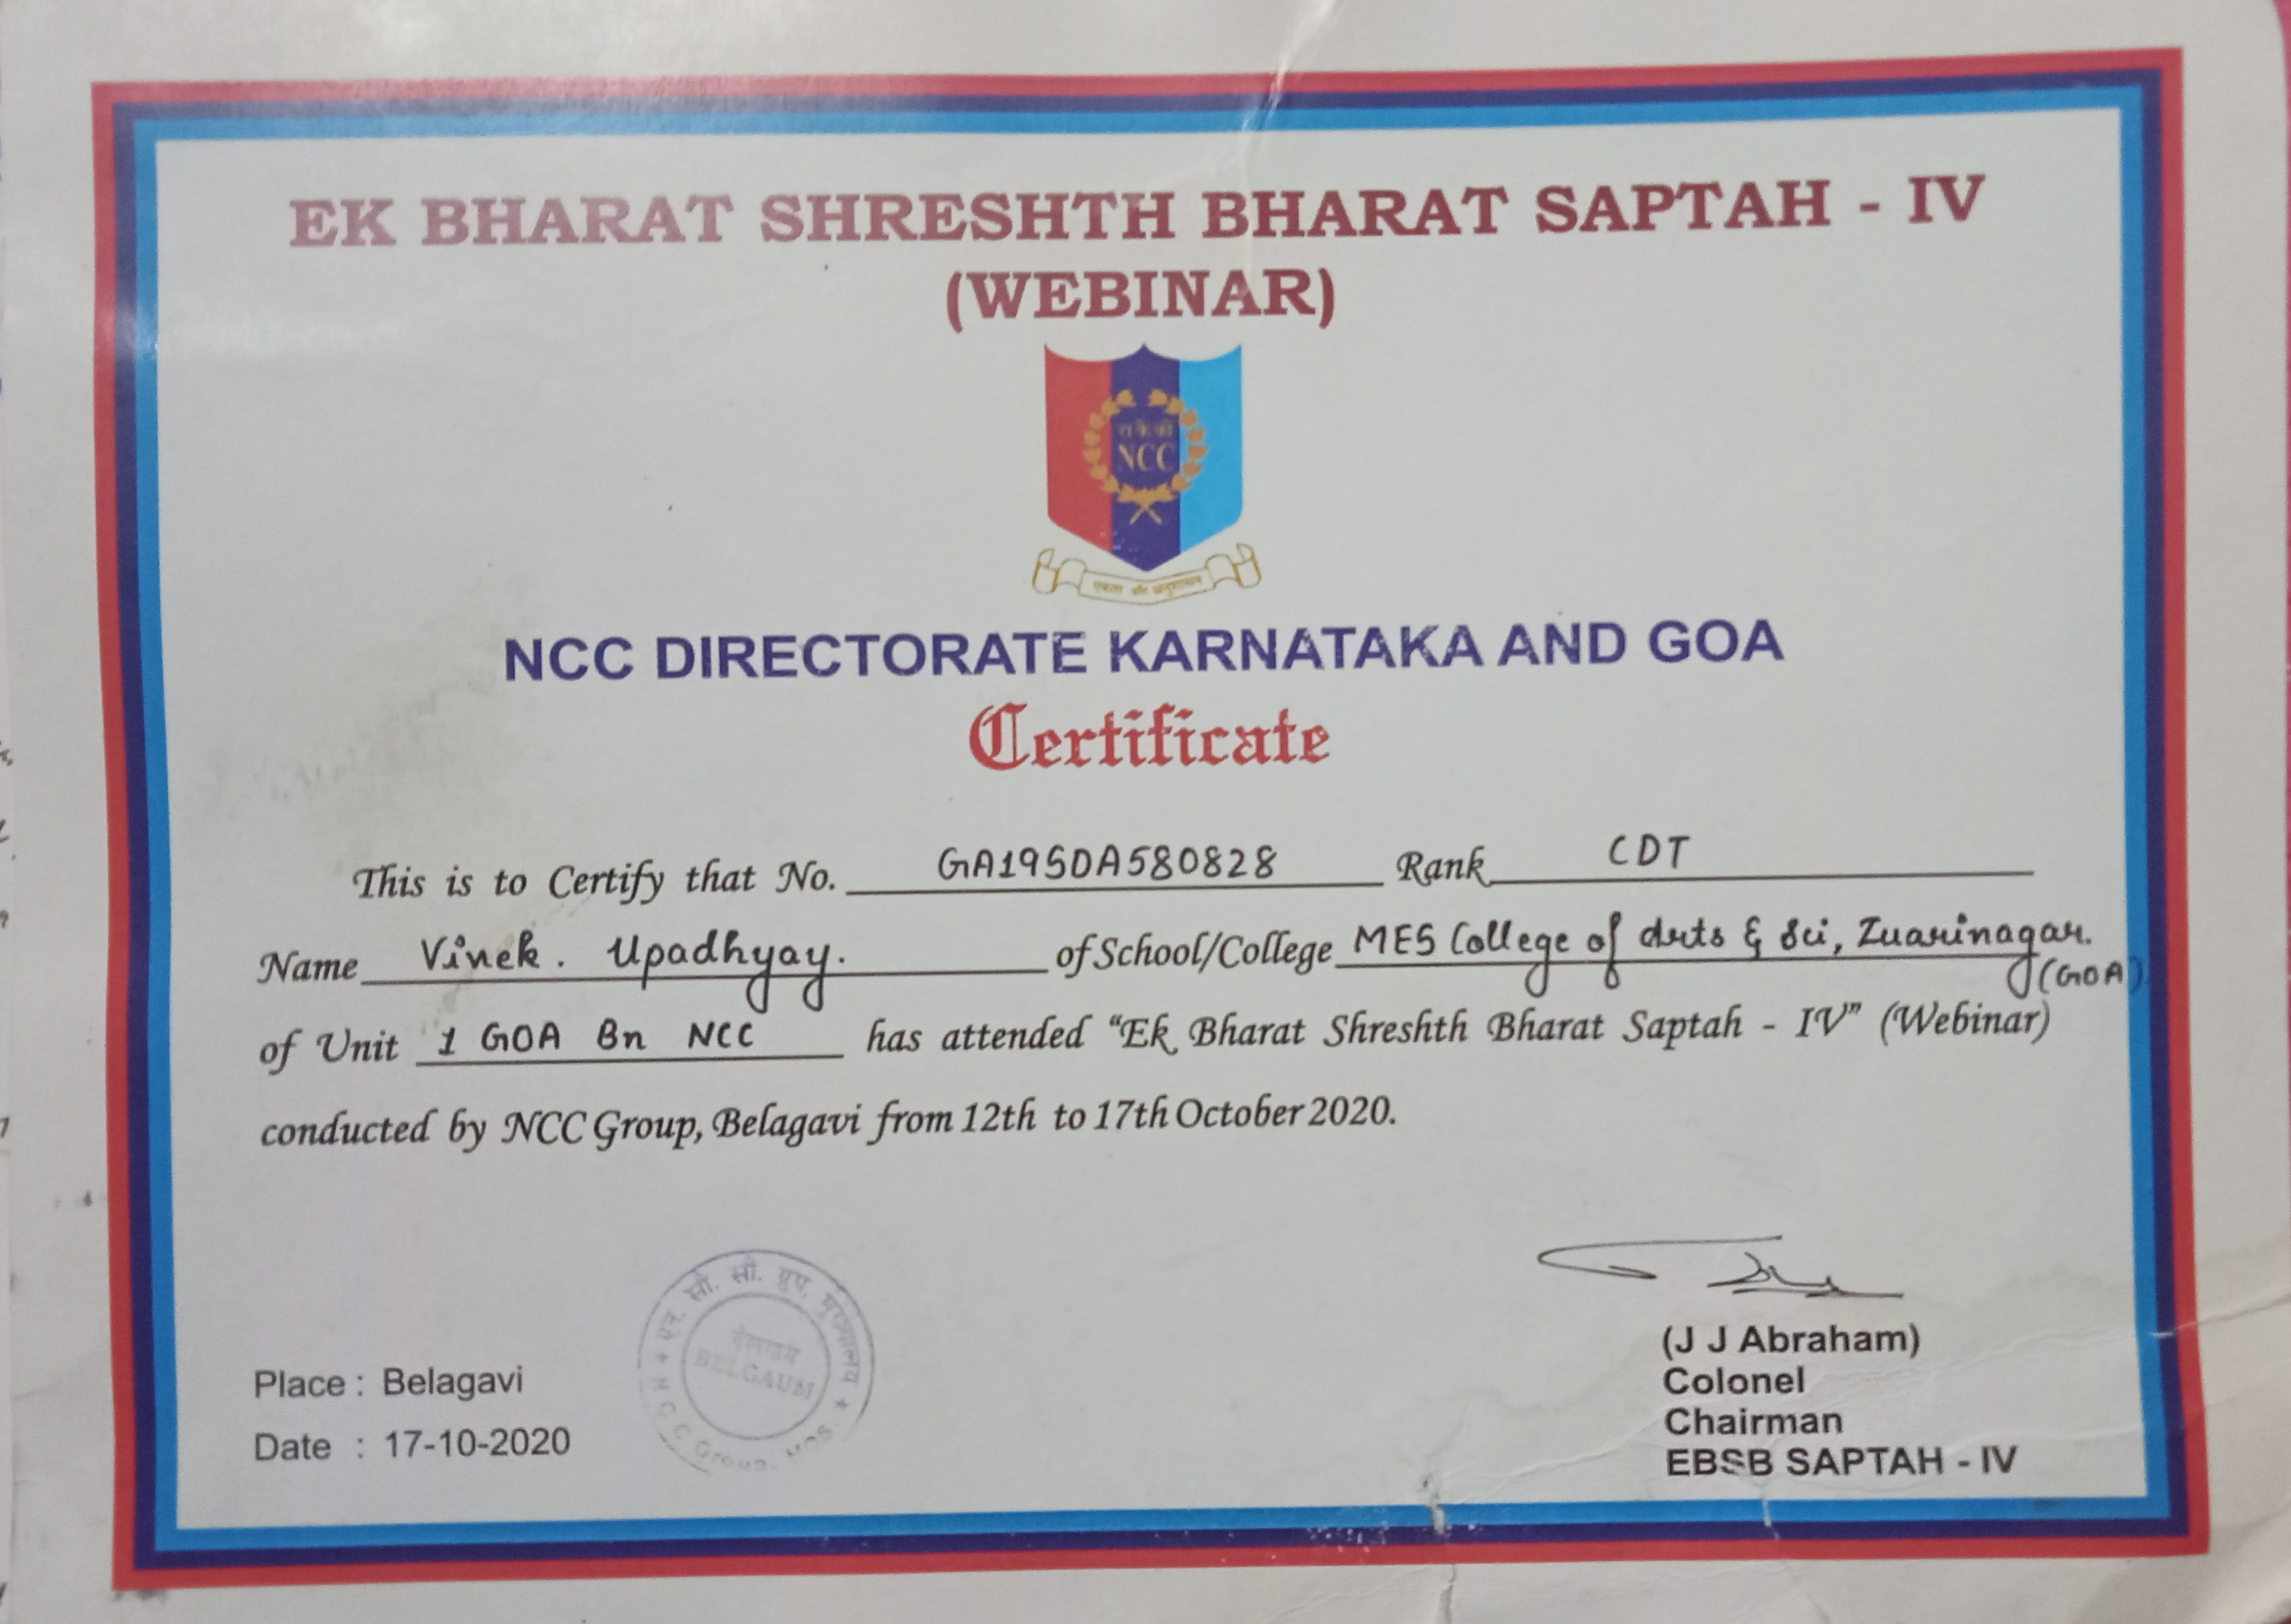 EK BHARAT SHRESHTH BHARAT SAPTAH - IV
(WEBINAR)
NCC
एकता और अनुशासन
NCC DIRECTORATE KARNATAKA AND GOA
Certificate
This is to Certify that No. GA19SDA580828 Rank CDT
Name Vinek. Upadhyay. of School/College MES College of Arts & Sci, Zuarinagar.
(GOA)
of Unit 1 GOA Bn NCC has attended “Ek Bharat Shreshth Bharat Saptah - IV” (Webinar)
conducted by NCC Group, Belagavi from 12th to 17th October 2020.
एन. सी. सी. ग्रुप, मुख्यालय
BELGAUM
NCC Group.
(J J Abraham)
Colonel
Chairman
EBSB SAPTAH - IV
Place : Belagavi
Date : 17-10-2020